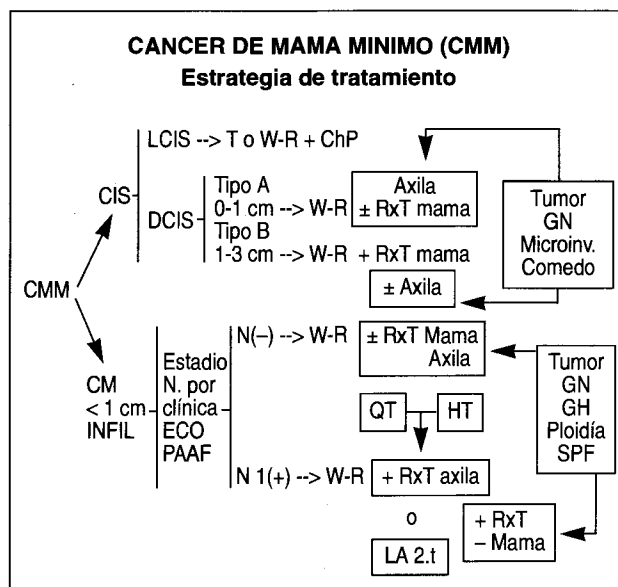 CANCER DE MAMA MINIMO (CMM)
Estrategia de tratamiento
CMM
CIS
LCIS --> T o W-R + ChP
DCIS
Tipo A
0-1 cm --> W-R
Axila
± RxT mama
Tipo B
1-3 cm --> W-R + RxT mama
± Axila
Tumor
GN
Microinv.
Comedo
CM
< 1 cm
INFIL
Estadio
N. por
clínica
ECO
PAAF
N(–) --> W-R
± RxT Mama
Axila
QT
HT
N 1(+) --> W-R
+ RxT axila
o
LA 2.t
+ RxT
– Mama
Tumor
GN
GH
Ploidía
SPF